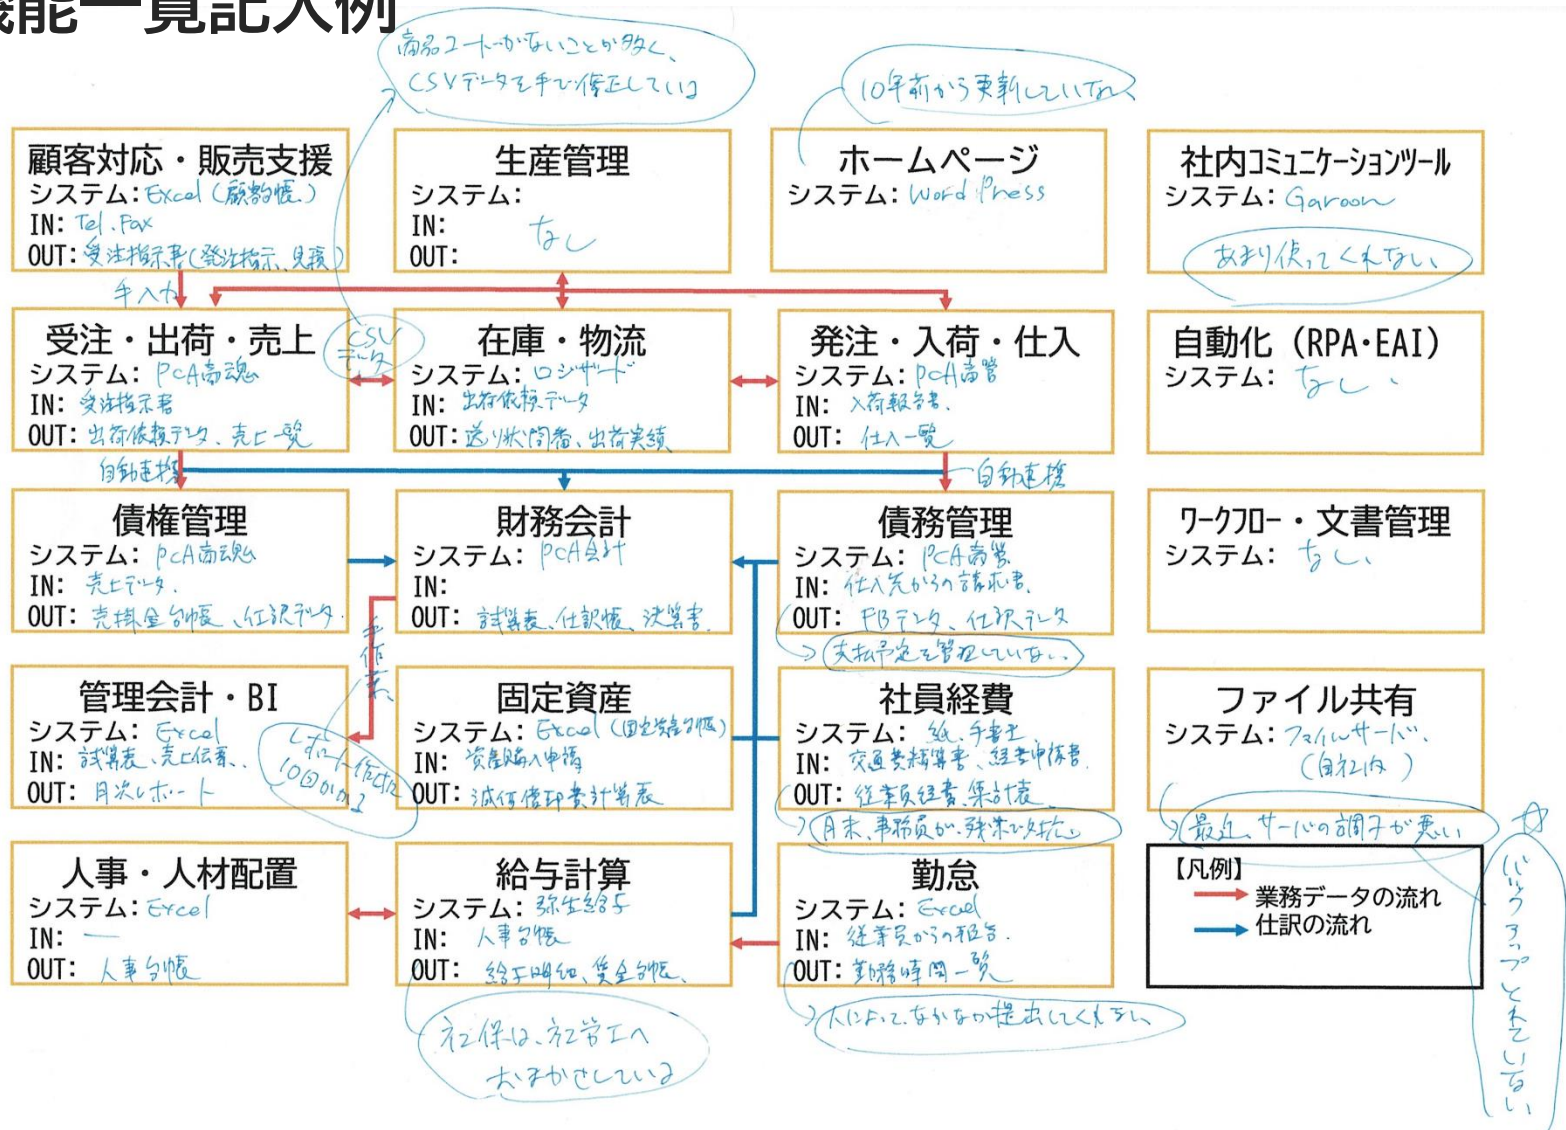 機能一覧記入例
商品コードがないことが多く、
CSVデータを手で修正している
10年前から更新していない
顧客対応・販売支援
システム:Excel(顧客台帳)
IN: Tel.Fax
OUT:受注指示書(発注指示、見積)
生産管理
システム:
IN:
なし
OUT:
ホームページ
システム: Word Press
社内コミュニケーションツール
システム: Garoon
あまり使ってくれない
手入力
受注・出荷・売上
システム: PCA商魂
IN: 受注指示書
OUT: 出荷依頼データ、売上一覧
CSV
データ
在庫・物流
システム: ロジザード
IN: 出荷依頼データ
OUT: 送り状問番、出荷実績
発注・入荷・仕入
システム: PCA商管
IN: 入荷報告書、
OUT: 仕入一覧
自動化(RPA・EAI)
システム: なし、
自動連携
自動連携
債権管理
システム: PCA商魂
IN: 売上データ.
OUT: 売掛金台帳、仕訳データ.
財務会計
システム: PCA会計
IN:
OUT: 試算表、仕訳帳、決算書.
債務管理
システム: PCA商管
IN: 仕入先からの請求書.
OUT: FBデータ、仕訳データ
支払予定を管理していない、
ワークフロー・文書管理
システム: なし、
手作業、
管理会計・BI
システム: Excel
IN: 試算表、売上伝票、
OUT: 月次レポート
レポート作成に
10日かかる
固定資産
システム: Excel(固定資産台帳)
IN: 資産購入申請
OUT: 減価償却費計算表
社員経費
システム: 紙、手書き
IN: 交通費精算書、経費申請書.
OUT: 従業員経費集計表
月末、事務員が、残業で対応、
ファイル共有
システム: ファイルサーバ、
(自社内)
最近、サーバの調子が悪い
バックアップとれていない
人事・人材配置
システム: Excel
IN: ―
OUT: 人事台帳
給与計算
システム: 弥生給与
IN: 人事台帳
OUT: 給与明細、賃金台帳、
社保は、社労士へ
おまかせしている
勤怠
システム: Excel
IN: 従業員からの報告.
OUT: 勤務時間一覧
人によって、なかなか提出してくれない
【凡例】
業務データの流れ
仕訳の流れ